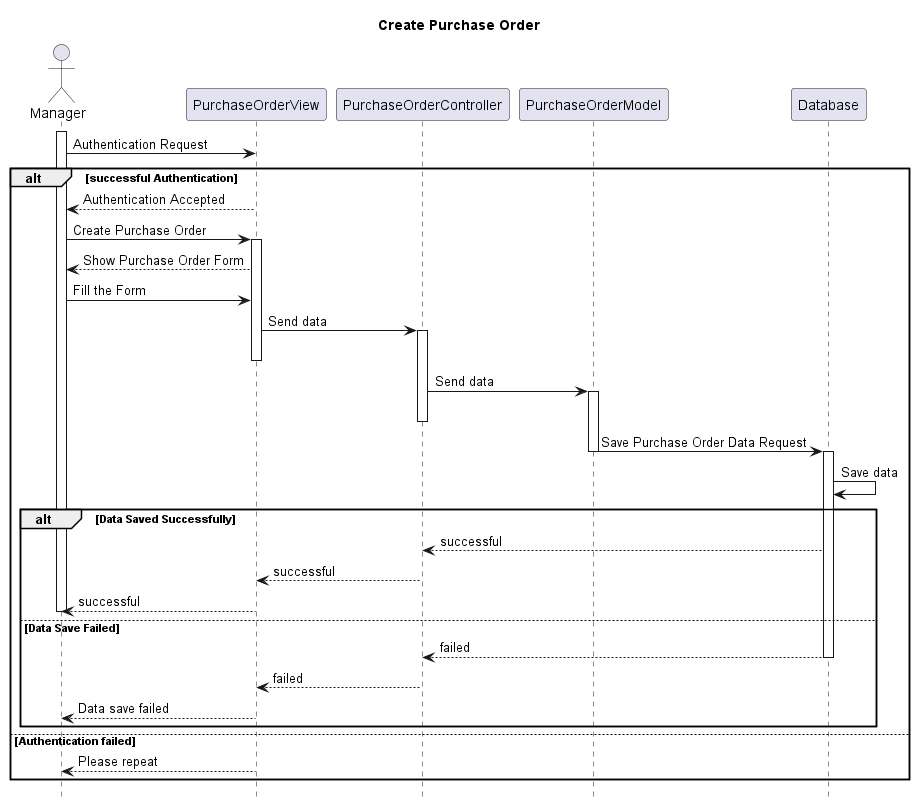 Create Purchase Order
Manager
PurchaseOrderView
PurchaseOrderController
PurchaseOrderModel
Database
Authentication Request
alt
[successful Authentication]
Authentication Accepted
Create Purchase Order
Show Purchase Order Form
Fill the Form
Send data
Send data
Save Purchase Order Data Request
Save data
alt
[Data Saved Successfully]
successful
successful
successful
[Data Save Failed]
failed
failed
Data save failed
[Authentication failed]
Please repeat